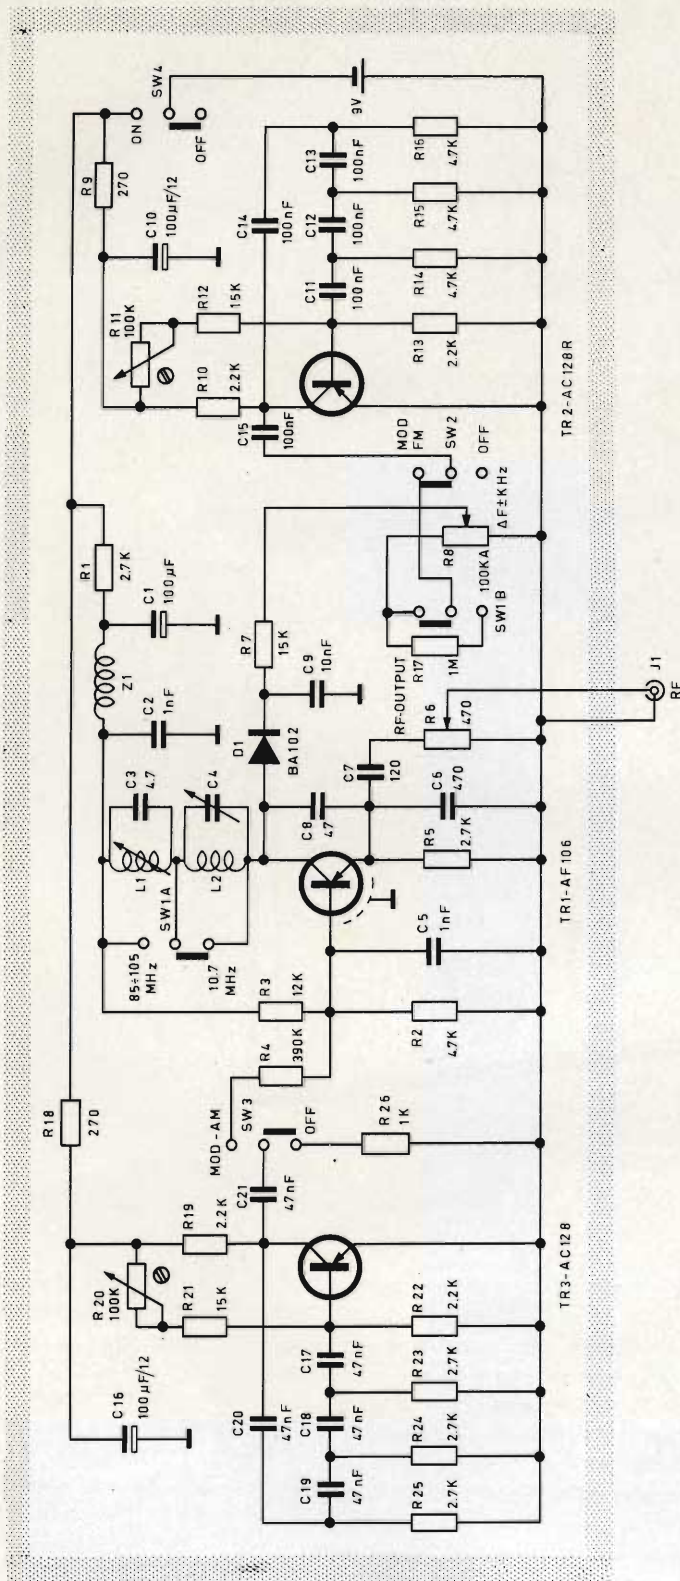 C16
100µF/12
R20
100K
R21
15K
R19
2.2K
C20
47nF
C19
47nF
C18
47nF
C17
47nF
R25
2.7K
R24
2.7K
R23
2.7K
R22
2.2K
TR3-AC128
R18
270
C21
47nF
MOD-AM
SW3
OFF
R26
1K
R4
390K
R3
12K
R2
4.7K
C5
1nF
85÷105
MHz
SW1A
10.7
MHz
L1
C3
4.7
L2
C4
C2
1nF
Z1
C1
100µF
R1
2.7K
D1
BA102
C8
47
C9
10nF
R7
15K
C7
120
R5
2.7K
C6
470
TR1-AF106
RF-OUTPUT
R6
470
J1
RF
R17
1M
SW1B
R8
100KA
ΔF±KHz
MOD
FM
SW2
OFF
C15
100nF
R10
2.2K
R11
100K
R12
15K
C10
100µF/12
R9
270
ON
SW4
OFF
9V
C14
100nF
C11
100nF
C12
100nF
C13
100nF
R13
2.2K
R14
4.7K
R15
4.7K
R16
4.7K
TR2-AC128R